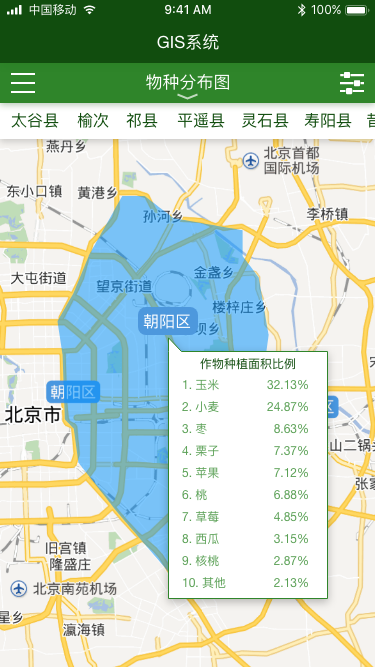 中国移动 9:41 AM 100%
GIS系统
物种分布图
太谷县 榆次 祁县 平遥县 灵石县 寿阳县
燕丹乡
北京首都
国际机场
东小口镇 黄港乡
孙河乡 李桥镇
金盏乡
大屯街道 望京街道
楼梓庄乡
朝阳区
坝乡
作物种植面积比例
1. 玉米 32.13%
朝阳区
2. 小麦 24.87%
区
北京市
3. 枣 8.63%
4. 栗子 7.37%
山二锅
5. 苹果 7.12%
张家
6. 桃 6.88%
7. 草莓 4.85%
8. 西瓜 3.15%
旧宫镇
9. 核桃 2.87%
隆盛庄
10. 其他 2.13%
北京南苑机场
星乡
瀛海镇